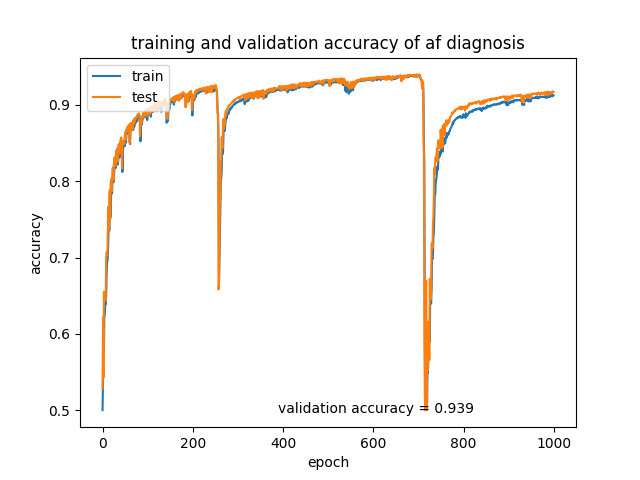 training and validation accuracy of af diagnosis
train
test
accuracy
0.9
0.8
0.7
0.6
0.5
validation accuracy = 0.939
0 200 400 600 800 1000
epoch